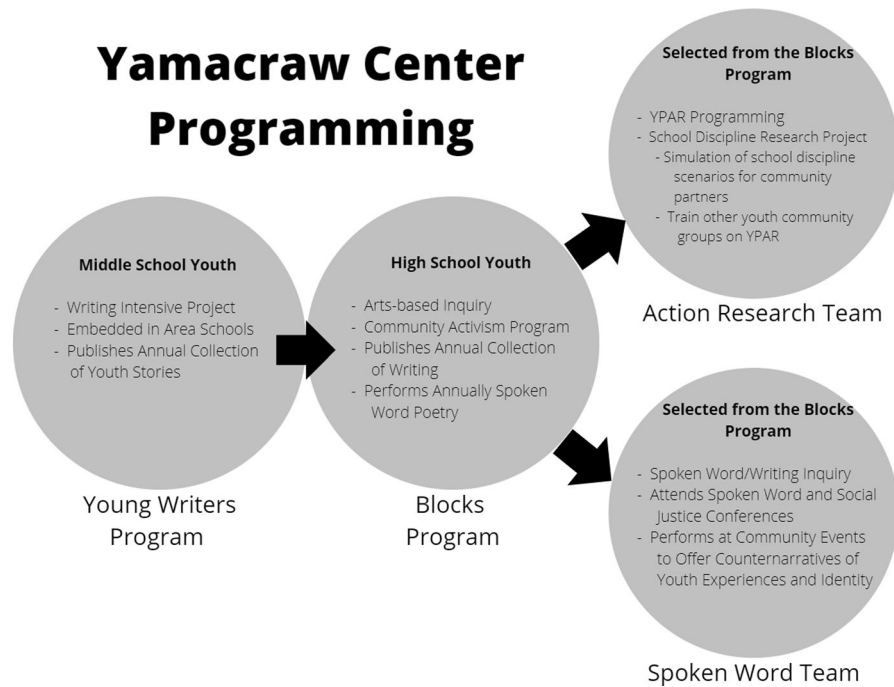 Yamacraw Center
Programming
Middle School Youth
- Writing Intensive Project
- Embedded in Area Schools
- Publishes Annual Collection
of Youth Stories
Young Writers
Program
High School Youth
- Arts-based Inquiry
- Community Activism Program
- Publishes Annual Collection
of Writing
- Performs Annually Spoken
Word Poetry
Blocks
Program
Selected from the Blocks
Program
- YPAR Programming
- School Discipline Research Project
- Simulation of school discipline
scenarios for community
partners
- Train other youth community
groups on YPAR
Action Research Team
Selected from the Blocks
Program
- Spoken Word/Writing Inquiry
- Attends Spoken Word and Social
Justice Conferences
- Performs at Community Events
to Offer Counternarratives of
Youth Experiences and Identity
Spoken Word Team